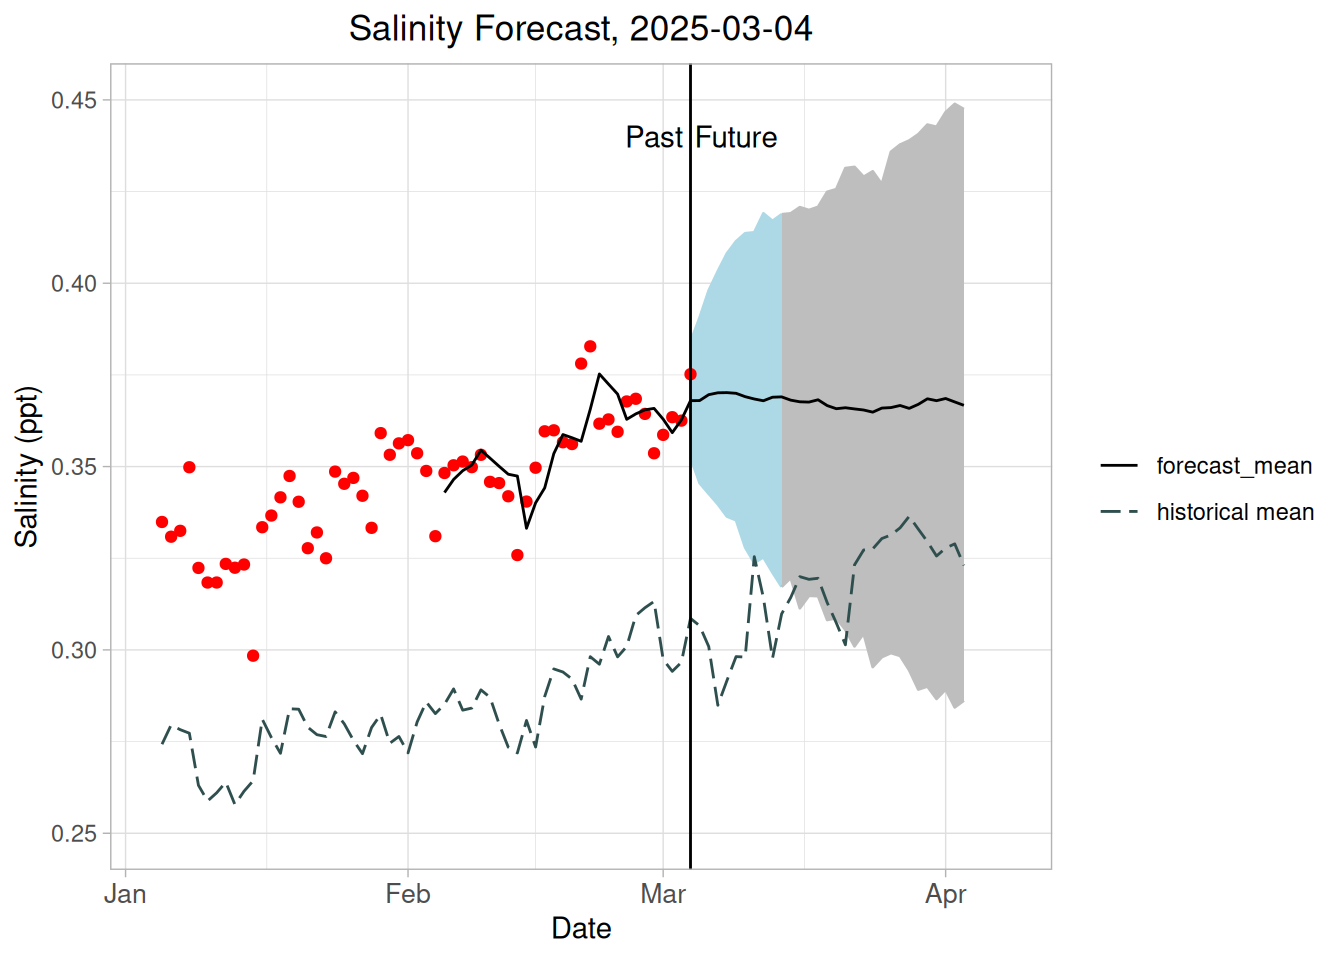 Salinity Forecast, 2025-03-04
Past Future
0.45
0.40
0.35
0.30
0.25
Salinity (ppt)
Jan Feb Mar Apr
Date
forecast_mean
historical mean